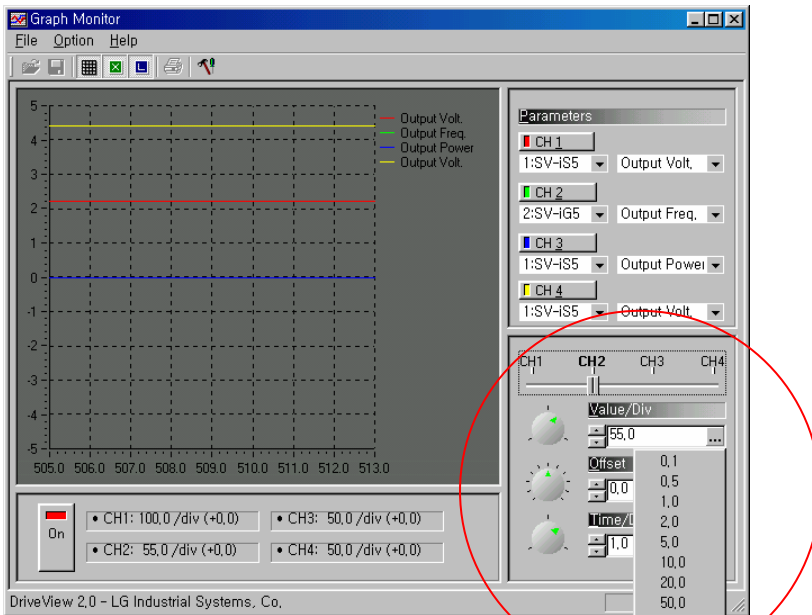 Graph Monitor
File Option Help
5
4
3
2
1
0
-1
-2
-3
-4
-5
505.0 506.0 507.0 508.0 509.0 510.0 511.0 512.0 513.0
Output Volt.
Output Freq.
Output Power
Output Volt.
Parameters
CH 1
1:SV-iS5 Output Volt.
CH 2
2:SV-iG5 Output Freq.
CH 3
1:SV-iS5 Output Power
CH 4
1:SV-iS5 Output Volt.
CH1 CH2 CH3 CH4
Value/Div
55.0 ...
Offset
0.0
Time/D
1.0
0.1
0.5
1.0
2.0
5.0
10.0
20.0
50.0
On
• CH1: 100.0 /div (+0.0) • CH3: 50.0 /div (+0.0)
• CH2: 55.0 /div (+0.0) • CH4: 50.0 /div (+0.0)
DriveView 2.0 - LG Industrial Systems, Co.